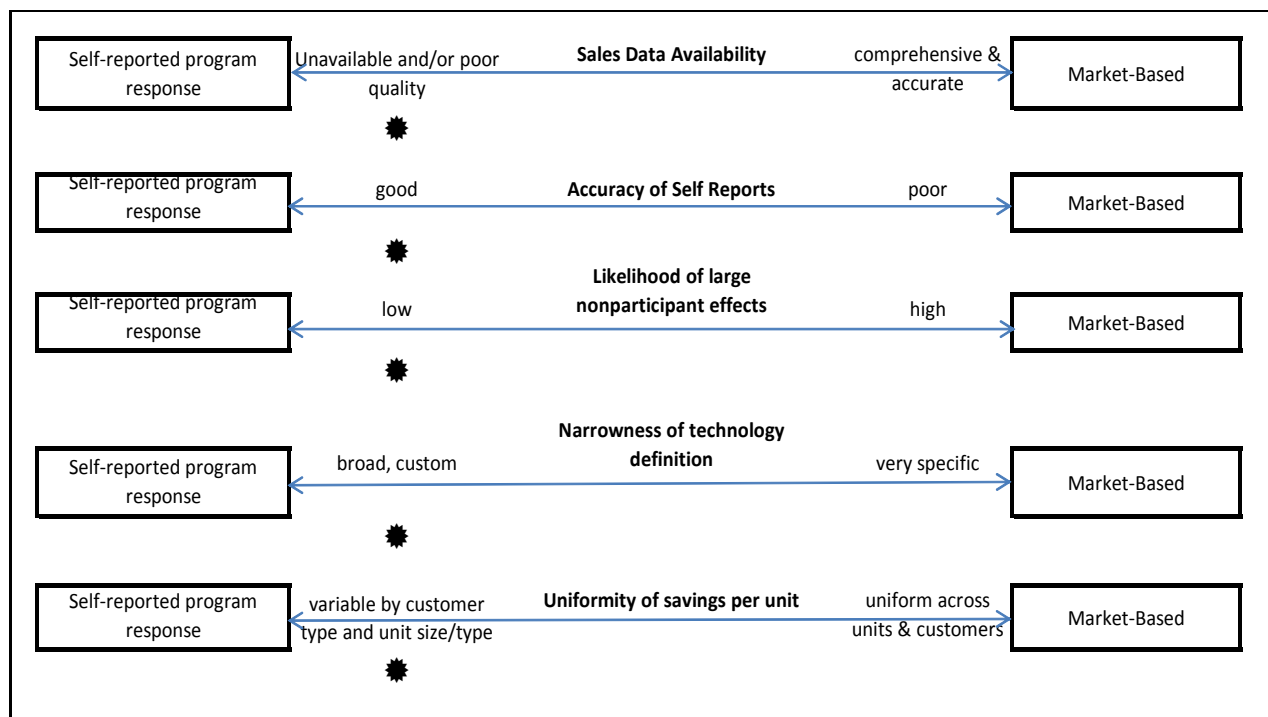 Self-reported program
response
Unavailable and/or poor
quality
Sales Data Availability
comprehensive &
accurate
Market-Based
Self-reported program
response
good
Accuracy of Self Reports
poor
Market-Based
Self-reported program
response
low
Likelihood of large
nonparticipant effects
high
Market-Based
Self-reported program
response
broad, custom
Narrowness of technology
definition
very specific
Market-Based
Self-reported program
response
variable by customer
type and unit size/type
Uniformity of savings per unit
uniform across
units & customers
Market-Based